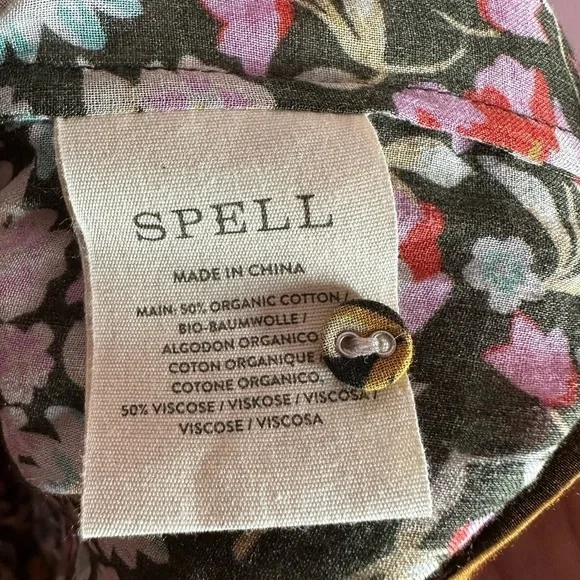 SPELL
MADE IN CHINA
MAIN: 50% ORGANIC COTTON /
BIO-BAUMWOLLE /
ALGODON ORGANICO
COTON ORGANIQUE /
COTONE ORGANICO,
50% VISCOSE / VISKOSE / VISCOSA /
VISCOSE / VISCOSA